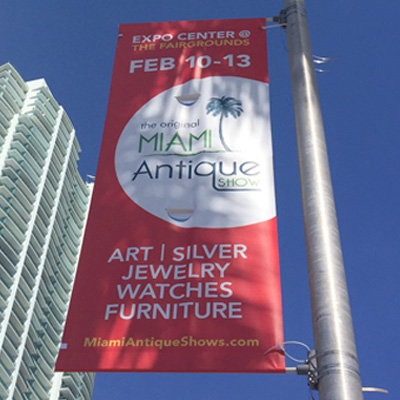 EXPO CENTER @
THE FAIRGROUNDS
FEB 10-13
the original
MIAMI
Antique
SHOW
ART | SILVER
JEWELRY
WATCHES
FURNITURE
MiamiAntiqueShows.com